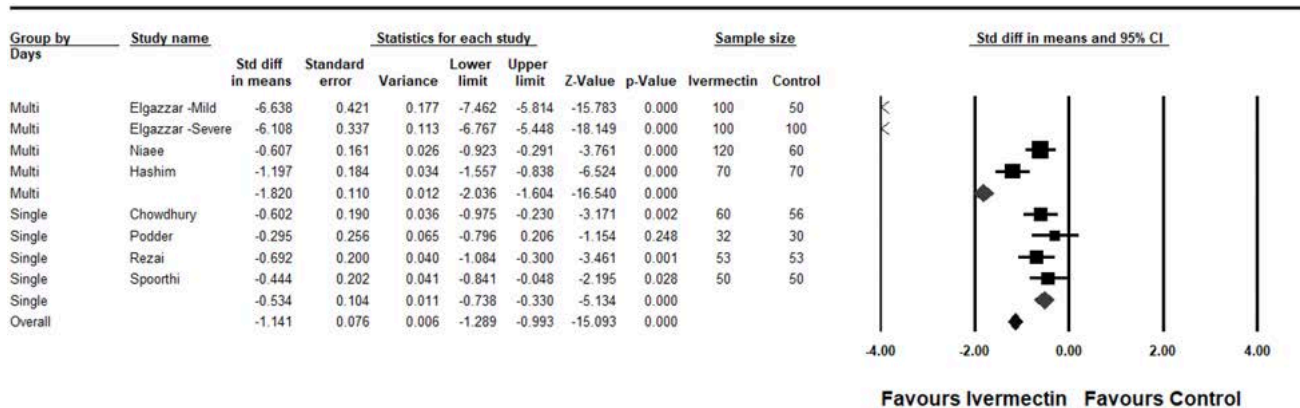 Group by Study name Statistics for each study Sample size Std diff in means and 95% CI
Days
Std diff Standard Lower Upper
in means error Variance limit limit Z-Value p-Value Ivermectin Control
Multi Elgazzar -Mild -6.638 0.421 0.177 -7.462 -5.814 -15.783 0.000 100 50
Multi Elgazzar -Severe -6.108 0.337 0.113 -6.767 -5.448 -18.149 0.000 100 100
Multi Niaee -0.607 0.161 0.026 -0.923 -0.291 -3.761 0.000 120 60
Multi Hashim -1.197 0.184 0.034 -1.557 -0.838 -6.524 0.000 70 70
Multi -1.820 0.110 0.012 -2.036 -1.604 -16.540 0.000
Single Chowdhury -0.602 0.190 0.036 -0.975 -0.230 -3.171 0.002 60 56
Single Podder -0.295 0.256 0.065 -0.796 0.206 -1.154 0.248 32 30
Single Rezai -0.692 0.200 0.040 -1.084 -0.300 -3.461 0.001 53 53
Single Spoorthi -0.444 0.202 0.041 -0.841 -0.048 -2.195 0.028 50 50
Single -0.534 0.104 0.011 -0.738 -0.330 -5.134 0.000
Overall -1.141 0.076 0.006 -1.289 -0.993 -15.093 0.000
-4.00 -2.00 0.00 2.00 4.00
Favours Ivermectin Favours Control